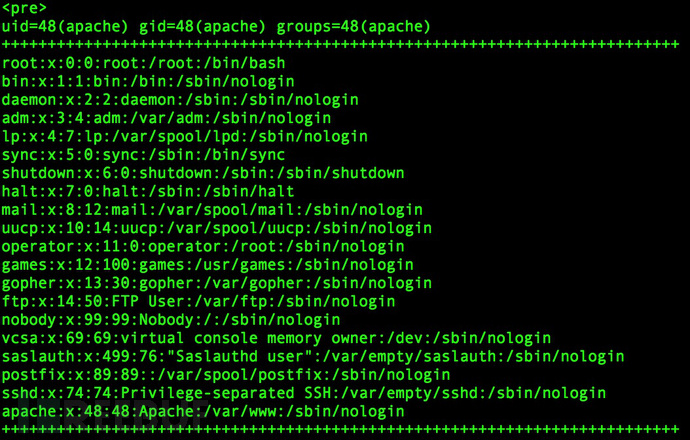 <pre>
uid=48(apache) gid=48(apache) groups=48(apache)
++++++++++++++++++++++++++++++++++++++++++++++++++++++++++++++++++++++++++
root:x:0:0:root:/root:/bin/bash
bin:x:1:1:bin:/bin:/sbin/nologin
daemon:x:2:2:daemon:/sbin:/sbin/nologin
adm:x:3:4:adm:/var/adm:/sbin/nologin
lp:x:4:7:lp:/var/spool/lpd:/sbin/nologin
sync:x:5:0:sync:/sbin:/bin/sync
shutdown:x:6:0:shutdown:/sbin:/sbin/shutdown
halt:x:7:0:halt:/sbin:/sbin/halt
mail:x:8:12:mail:/var/spool/mail:/sbin/nologin
uucp:x:10:14:uucp:/var/spool/uucp:/sbin/nologin
operator:x:11:0:operator:/root:/sbin/nologin
games:x:12:100:games:/usr/games:/sbin/nologin
gopher:x:13:30:gopher:/var/gopher:/sbin/nologin
ftp:x:14:50:FTP User:/var/ftp:/sbin/nologin
nobody:x:99:99:Nobody:/:/sbin/nologin
vcsa:x:69:69:virtual console memory owner:/dev:/sbin/nologin
saslauth:x:499:76:"Saslauthd user":/var/empty/saslauth:/sbin/nologin
postfix:x:89:89::/var/spool/postfix:/sbin/nologin
sshd:x:74:74:Privilege-separated SSH:/var/empty/sshd:/sbin/nologin
apache:x:48:48:Apache:/var/www:/sbin/nologin
++++++++++++++++++++++++++++++++++++++++++++++++++++++++++++++++++++++++++